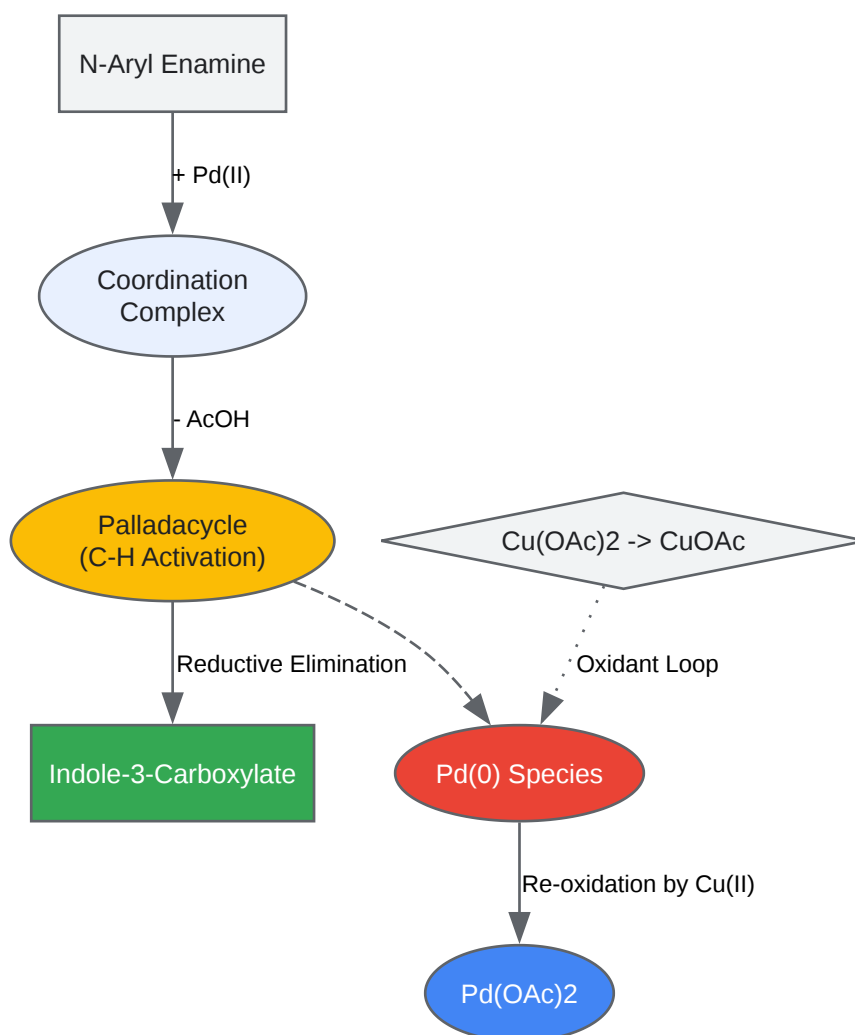 N-Aryl Enamine
+ Pd(II)
Coordination
Complex
- AcOH
Palladacycle
(C-H Activation)
Cu(OAc)2 -> CuOAc
Reductive Elimination
Oxidant Loop
Indole-3-Carboxylate
Pd(0) Species
Re-oxidation by Cu(II)
Pd(OAc)2